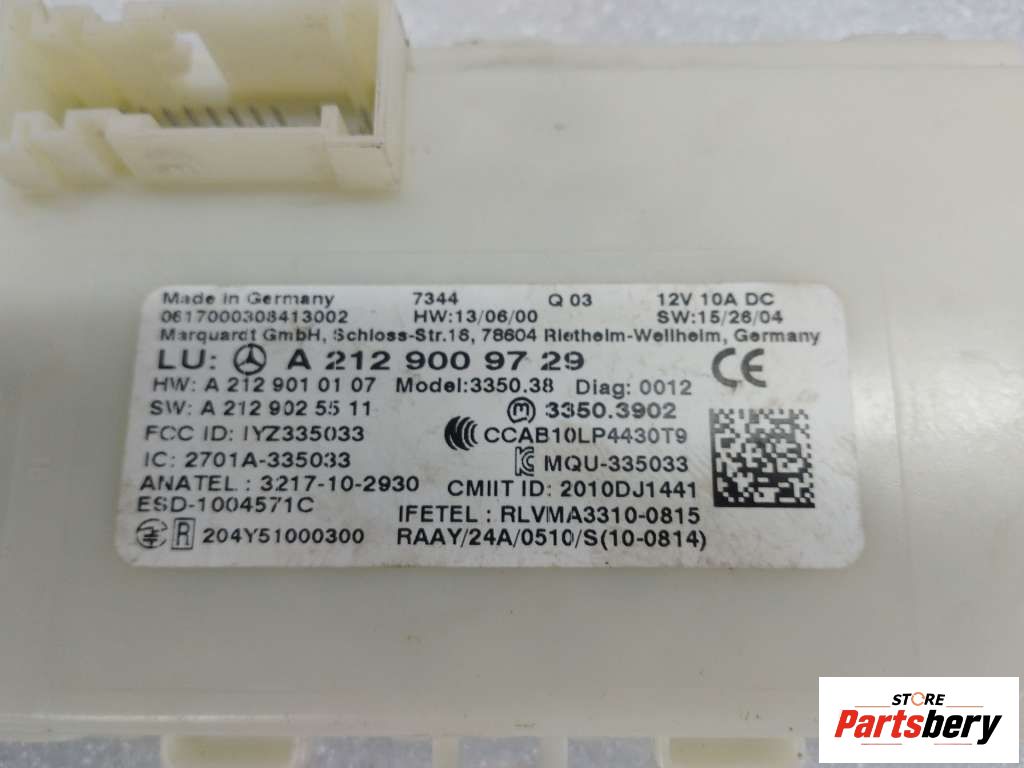 Made in Germany 7344 Q 03 12V 10A DC
0617000308413002 HW:13/06/00 SW:15/26/04
Marquardt GmbH, Schloss-Str.16, 78604 Rietheim-Weilheim, Germany
LU: A 212 900 97 29 CE
HW: A 212 901 01 07 Model:3350.38 Diag: 0012
SW: A 212 902 55 11 m 3350.3902
FCC ID: IYZ335033 CCAB10LP4430T9
IC: 2701A-335033 MQU-335033
ANATEL : 3217-10-2930 CMIIT ID: 2010DJ1441
ESD-1004571C IFETEL : RLVMA3310-0815
R 204Y51000300 RAAY/24A/0510/S(10-0814)
STORE
Partsbery